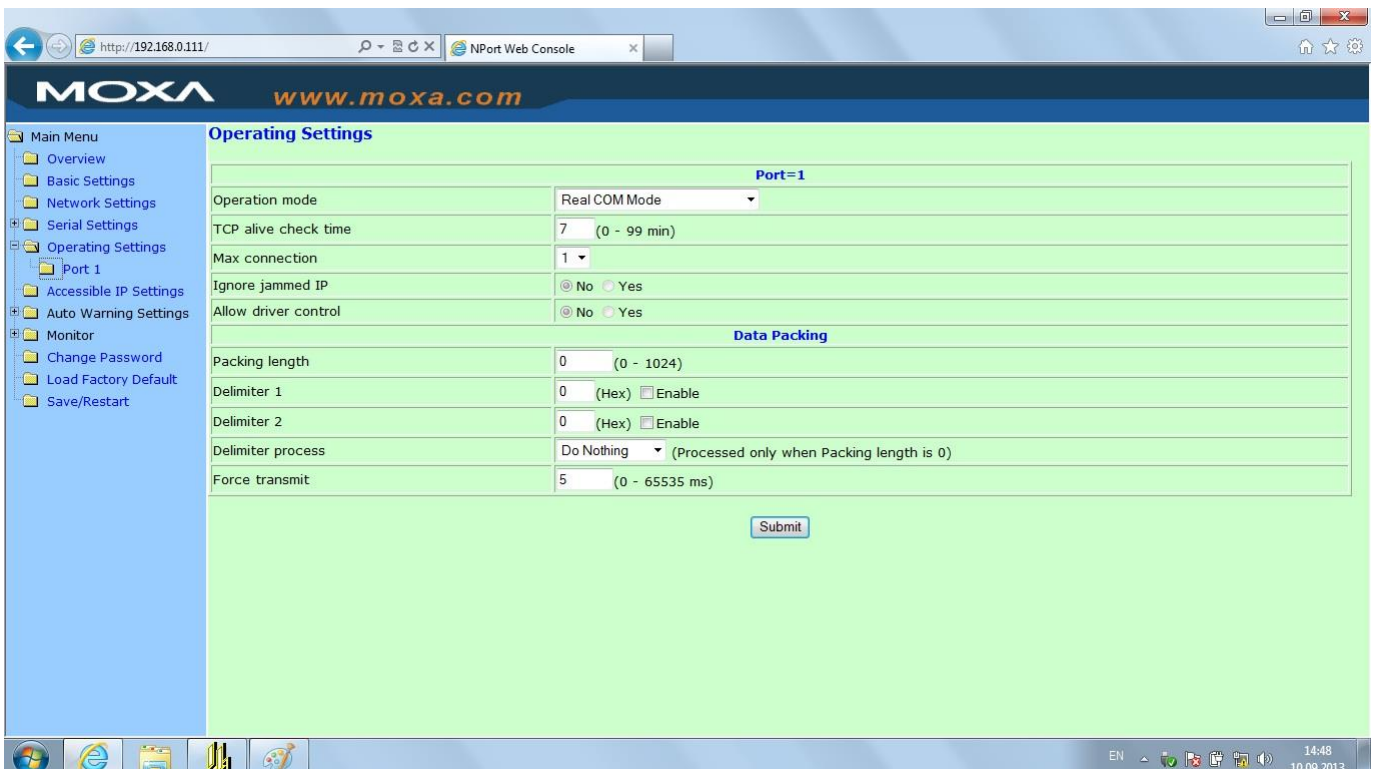 http://192.168.0.111/
NPort Web Console
MOXA www.moxa.com
Main Menu
Overview
Basic Settings
Network Settings
Serial Settings
Operating Settings
Port 1
Accessible IP Settings
Auto Warning Settings
Monitor
Change Password
Load Factory Default
Save/Restart
Operating Settings
Port=1
Operation mode Real COM Mode
TCP alive check time 7 (0 - 99 min)
Max connection 1
Ignore jammed IP No Yes
Allow driver control No Yes
Data Packing
Packing length 0 (0 - 1024)
Delimiter 1 0 (Hex) Enable
Delimiter 2 0 (Hex) Enable
Delimiter process Do Nothing (Processed only when Packing length is 0)
Force transmit 5 (0 - 65535 ms)
Submit
EN 14:48
10.09.2013